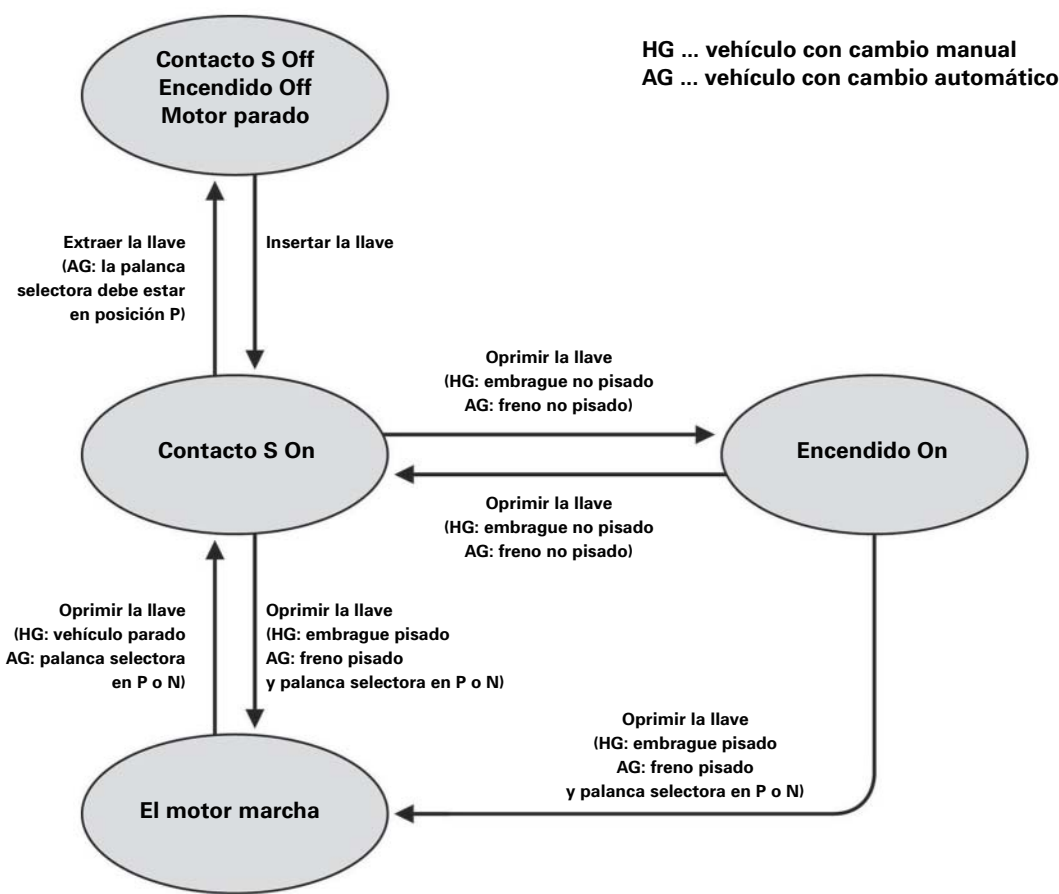 Contacto S Off
Encendido Off
Motor parado
HG ... vehículo con cambio manual
AG ... vehículo con cambio automático
Extraer la llave
(AG: la palanca
selectora debe estar
en posición P)
Insertar la llave
Oprimir la llave
(HG: embrague no pisado
AG: freno no pisado)
Contacto S On
Encendido On
Oprimir la llave
(HG: embrague no pisado
AG: freno no pisado)
Oprimir la llave
(HG: vehículo parado
AG: palanca selectora
en P o N)
Oprimir la llave
(HG: embrague pisado
AG: freno pisado
y palanca selectora en P o N)
Oprimir la llave
(HG: embrague pisado
AG: freno pisado
y palanca selectora en P o N)
El motor marcha